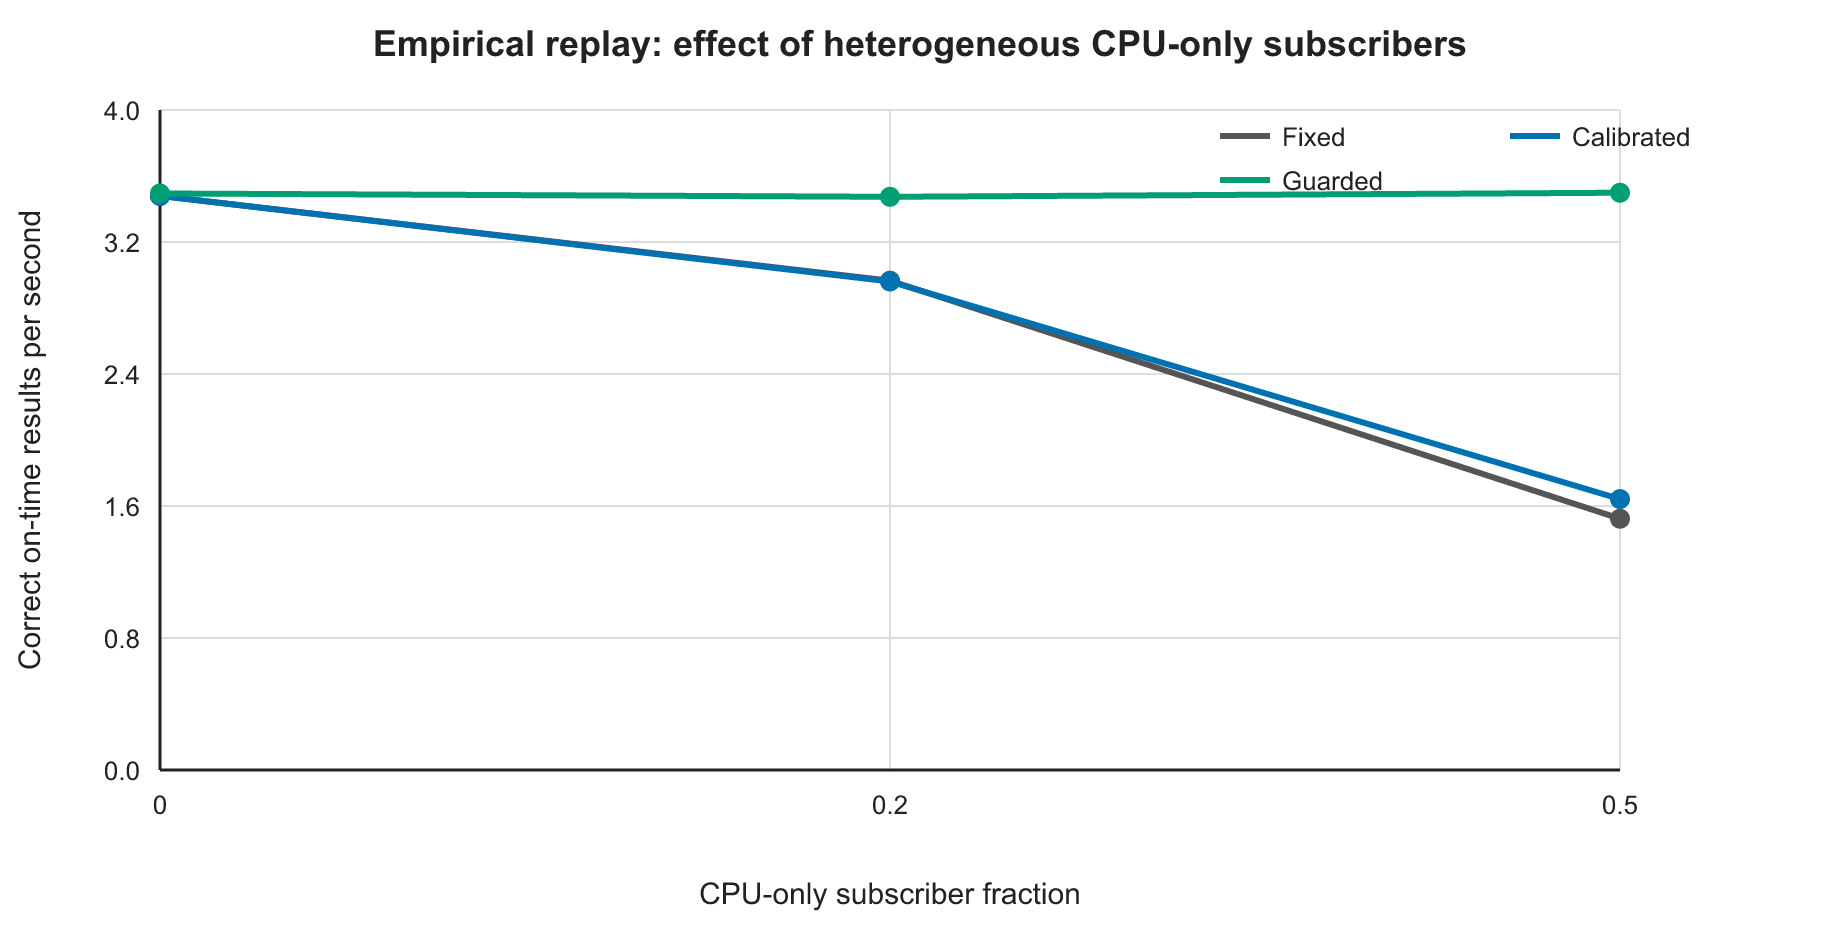 Empirical replay: effect of heterogeneous CPU-only subscribers
Fixed
Calibrated
Guarded
Correct on-time results per second
4.0
3.2
2.4
1.6
0.8
0.0
0
0.2
0.5
CPU-only subscriber fraction